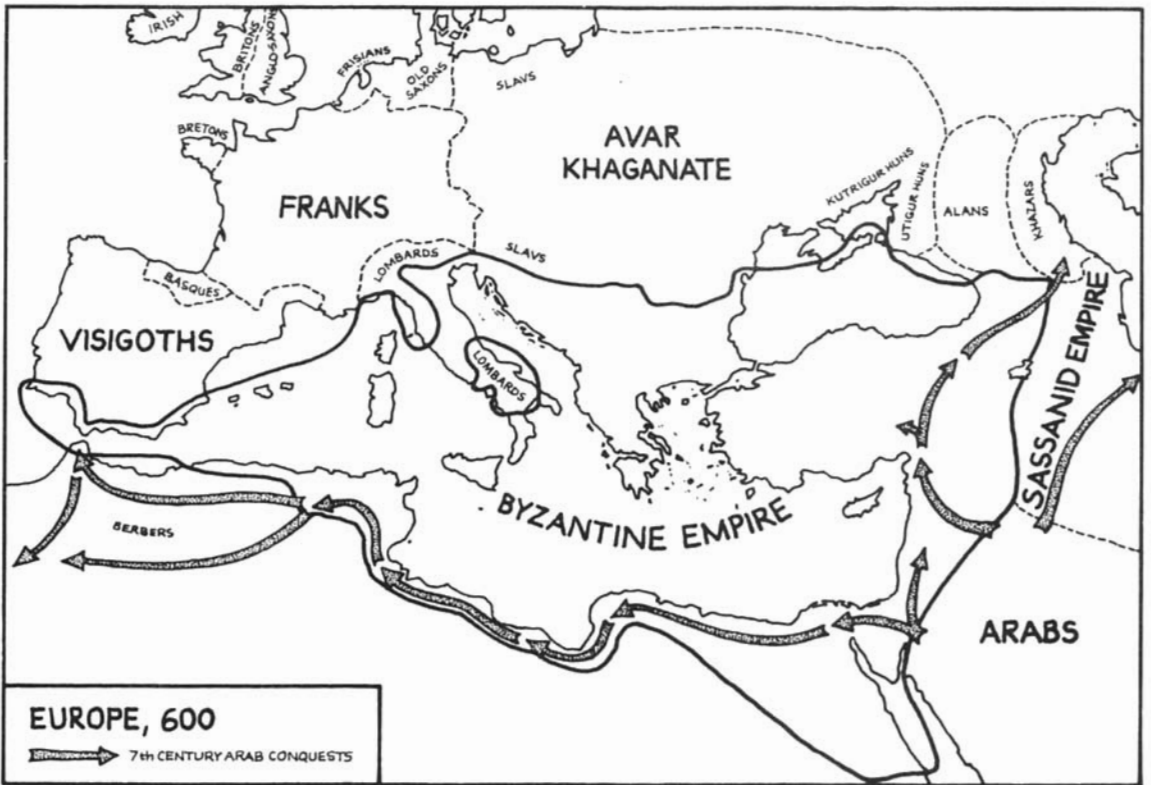 IRISH
BRITONS
ANGLO-SAXONS
FRISIANS
OLD
SAXONS
SLAVS
BRETONS
AVAR
KHAGANATE
FRANKS
KUTRIGUR HUNS
UTIGUR HUNS
ALANS
KHAZARS
LOMBARDS
SLAVS
BASQUES
VISIGOTHS
LOMBARDS
SASSANID EMPIRE
BYZANTINE EMPIRE
BERBERS
ARABS
EUROPE, 600
7th CENTURY ARAB CONQUESTS